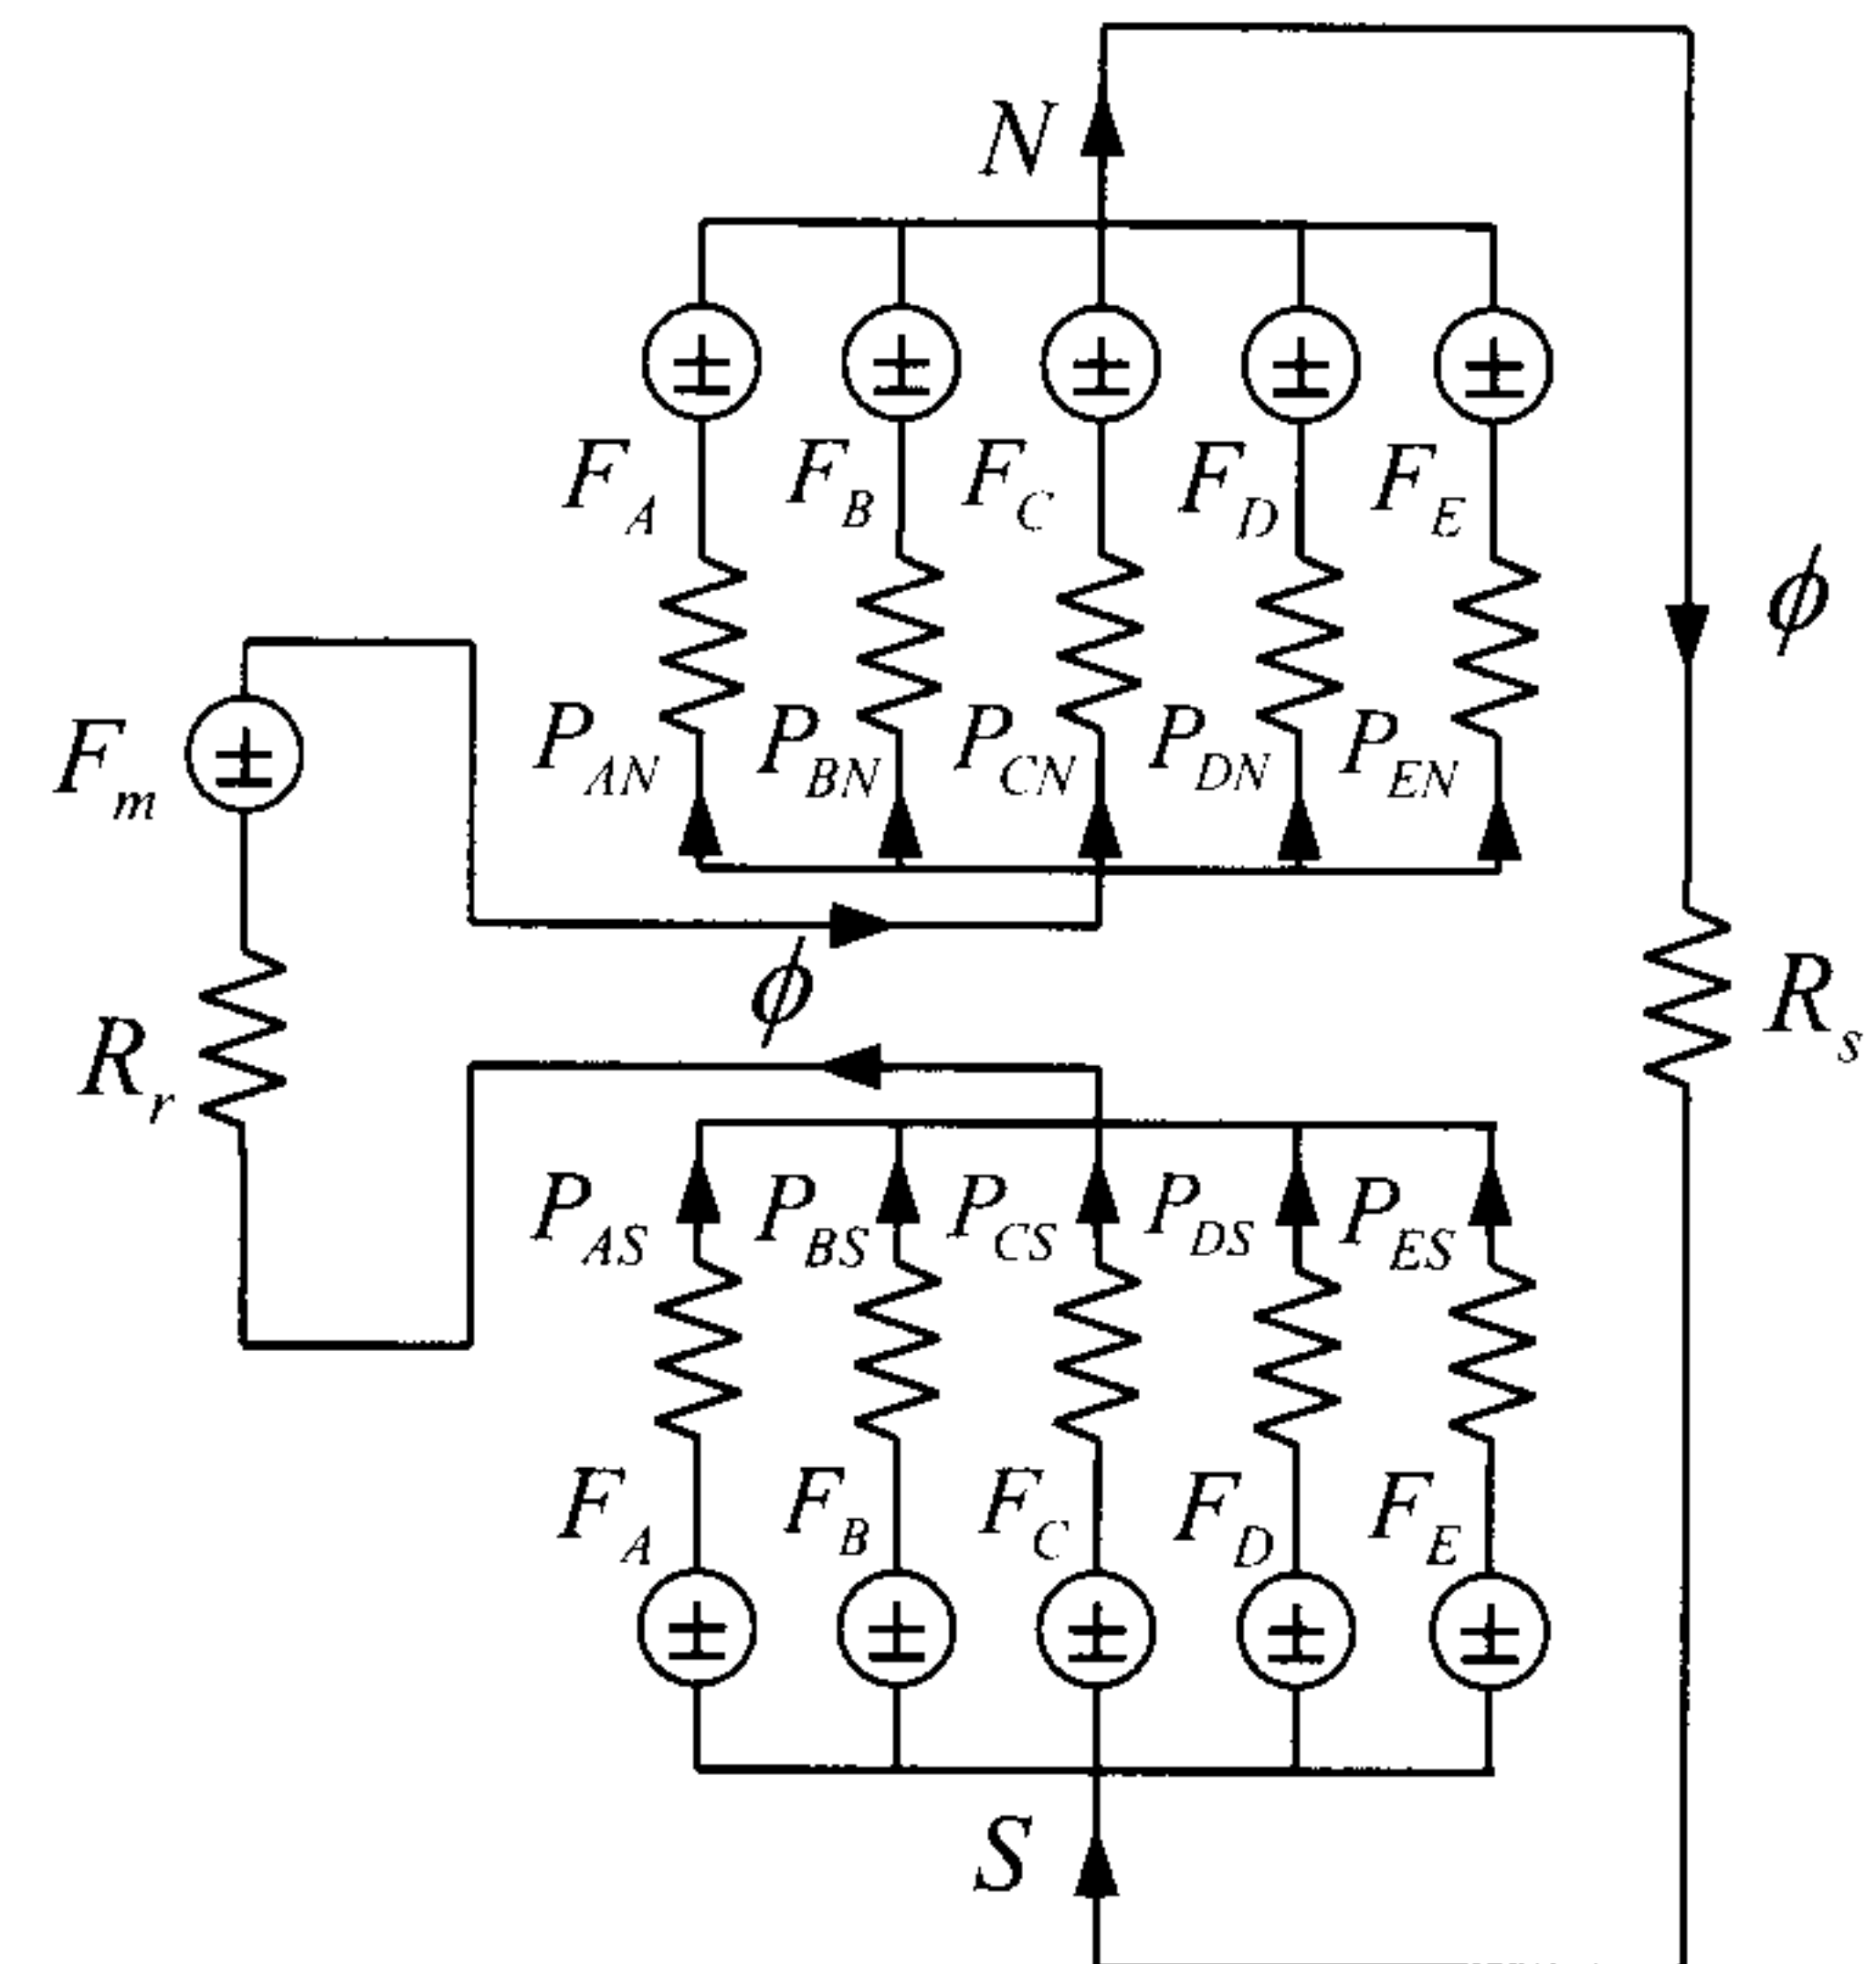 N
± ± ± ± ±
F_A F_B F_C F_D F_E
ϕ
F_m ±
P_AN P_BN P_CN P_DN P_EN
ϕ
R_s
R_r
P_AS P_BS P_CS P_DS P_ES
F_A F_B F_C F_D F_E
± ± ± ± ±
S